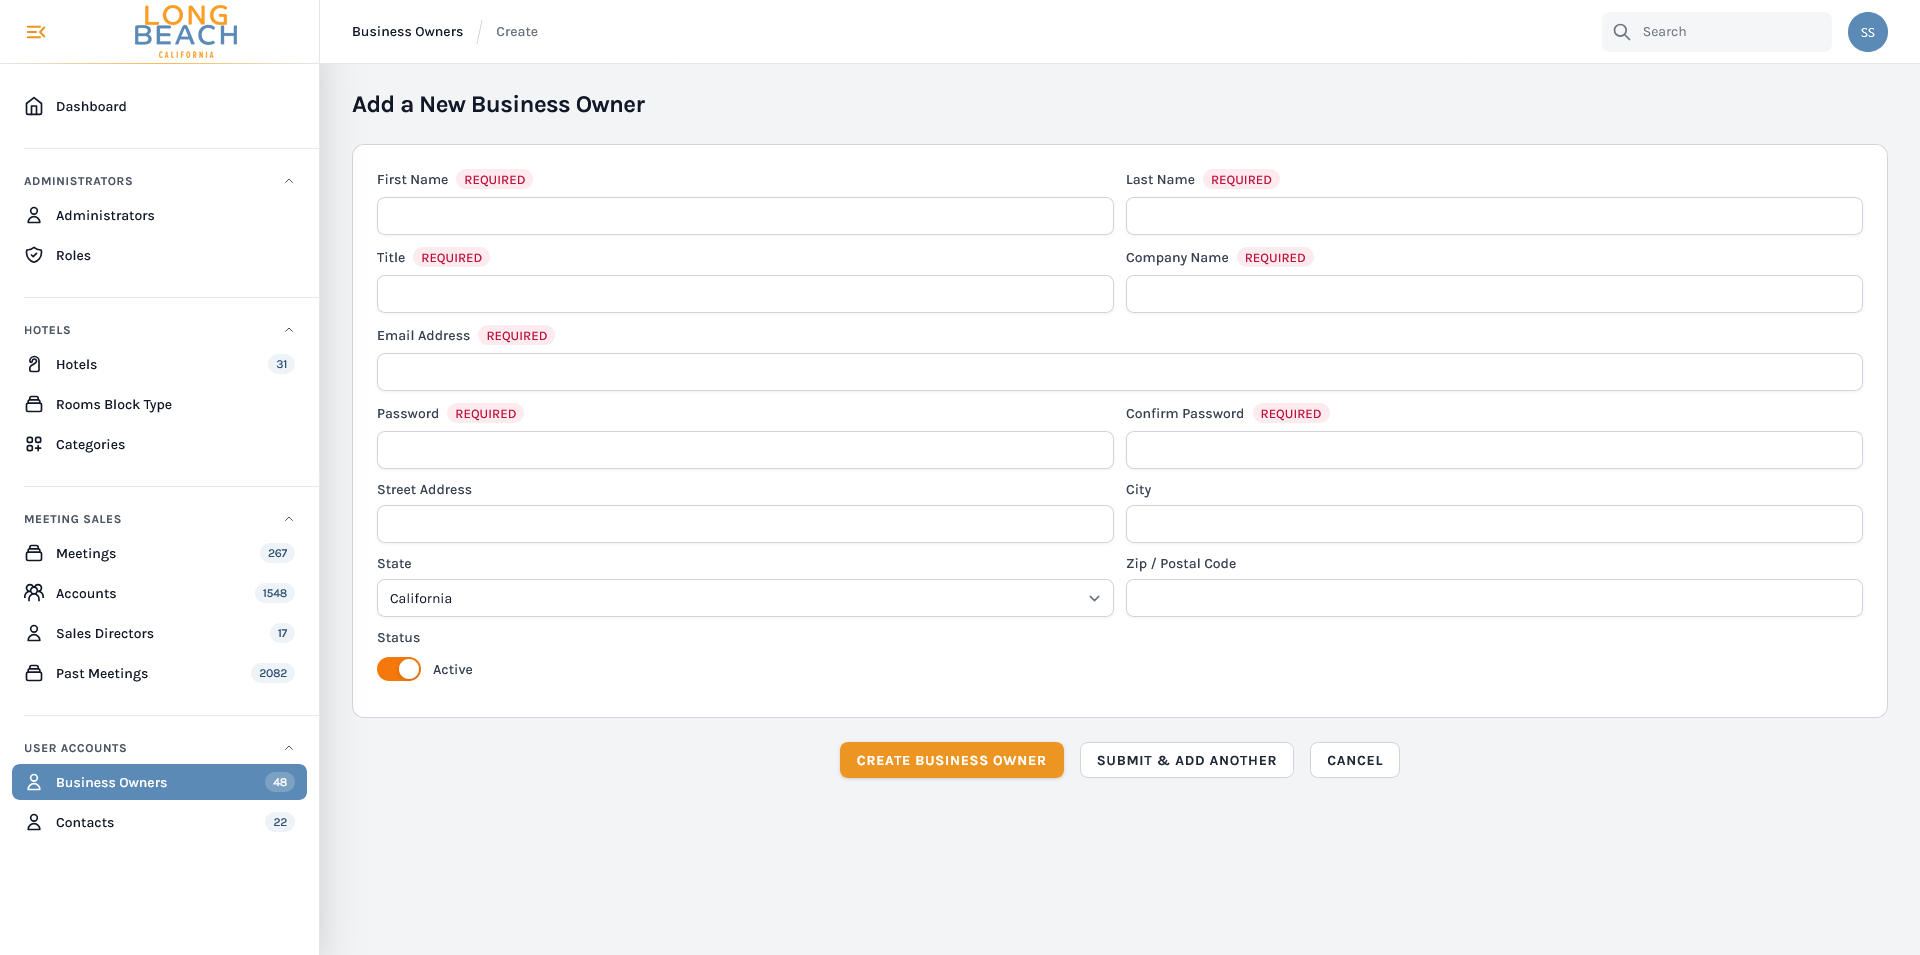 LONG
BEACH
CALIFORNIA
Business Owners / Create
Search
SS
Dashboard
ADMINISTRATORS
Administrators
Roles
HOTELS
Hotels 31
Rooms Block Type
Categories
MEETING SALES
Meetings 267
Accounts 1548
Sales Directors 17
Past Meetings 2082
USER ACCOUNTS
Business Owners 48
Contacts 22
Add a New Business Owner
First Name REQUIRED
Last Name REQUIRED
Title REQUIRED
Company Name REQUIRED
Email Address REQUIRED
Password REQUIRED
Confirm Password REQUIRED
Street Address
City
State
California
Zip / Postal Code
Status
Active
CREATE BUSINESS OWNER
SUBMIT & ADD ANOTHER
CANCEL